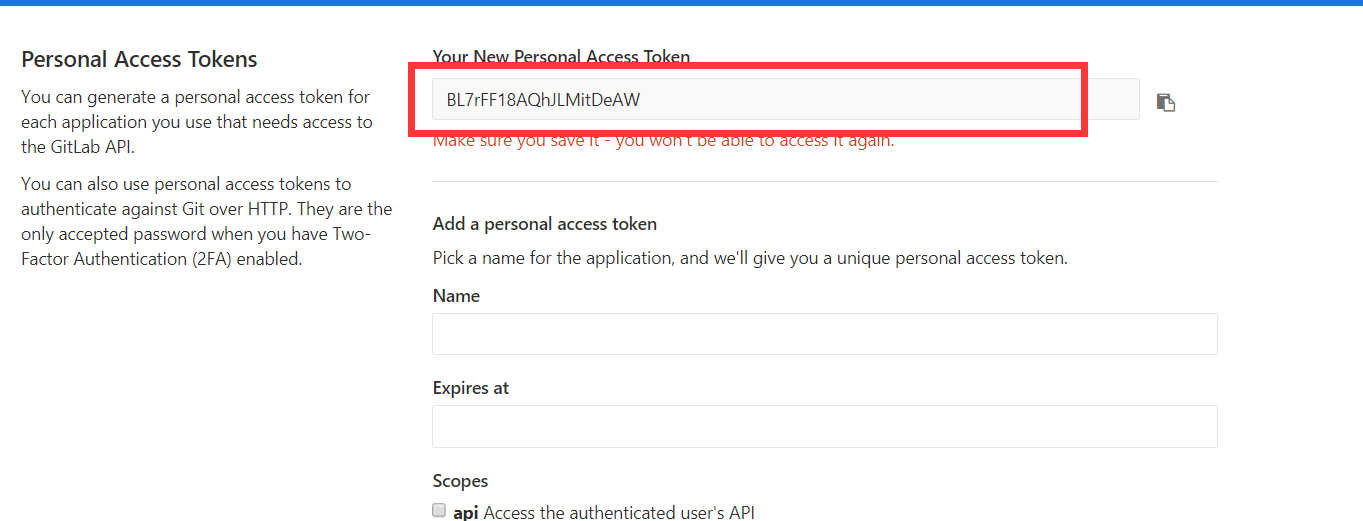 Personal Access Tokens
You can generate a personal access token for
each application you use that needs access to
the GitLab API.
You can also use personal access tokens to
authenticate against Git over HTTP. They are the
only accepted password when you have Two-
Factor Authentication (2FA) enabled.
Your New Personal Access Token
BL7rFF18AQhJLMitDeAW
Make sure you save it - you won't be able to access it again.
Add a personal access token
Pick a name for the application, and we'll give you a unique personal access token.
Name
Expires at
Scopes
api Access the authenticated user's API